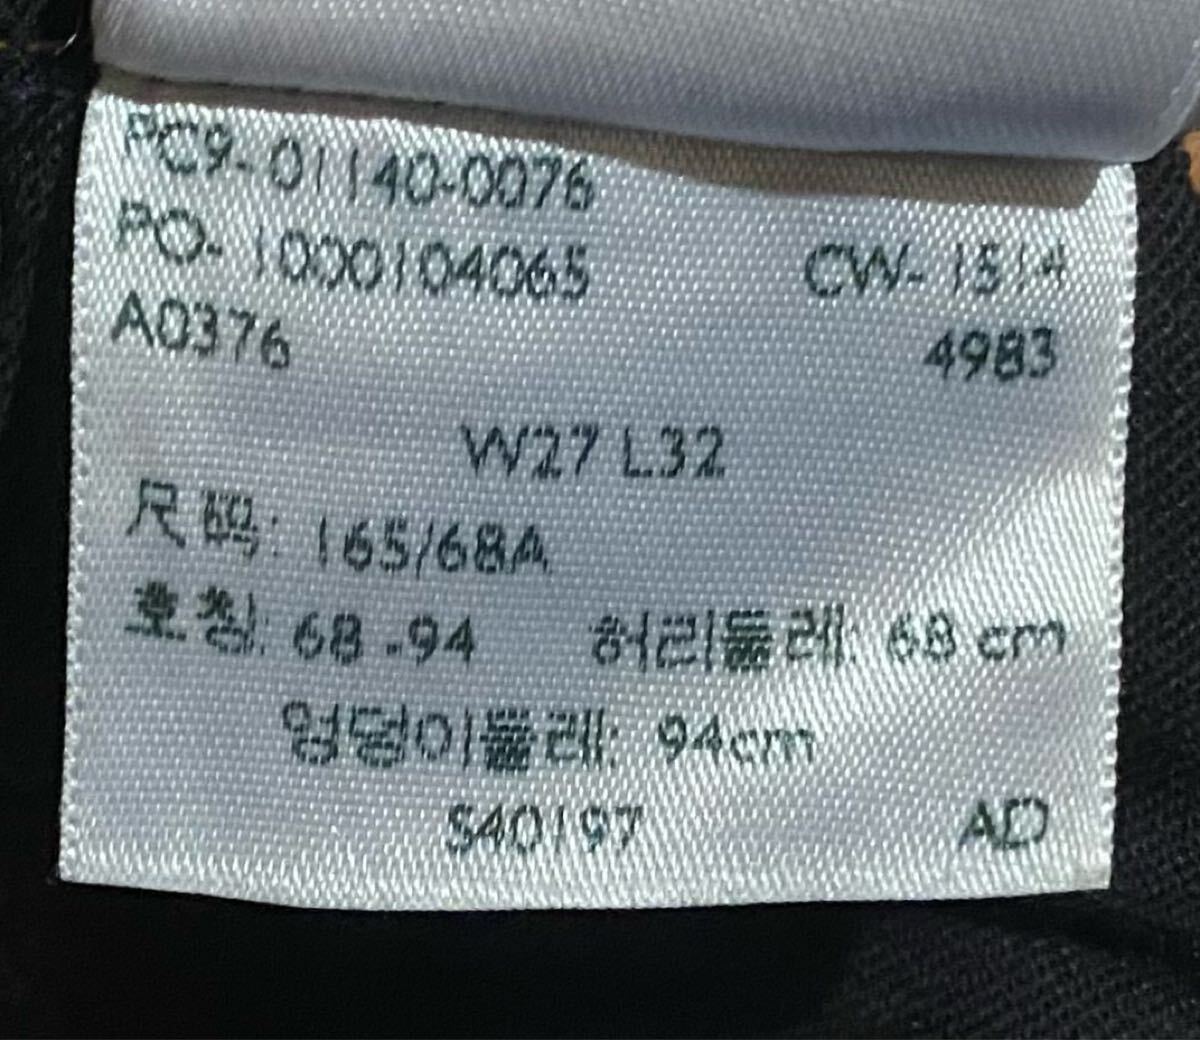 PC9-01140-0076
PO-1000104065 CW-1514
A0376 4983
W27 L32
尺码: 165/68A
호칭: 68-94 허리둘레: 68 cm
엉덩이둘레: 94cm
S40197 AD